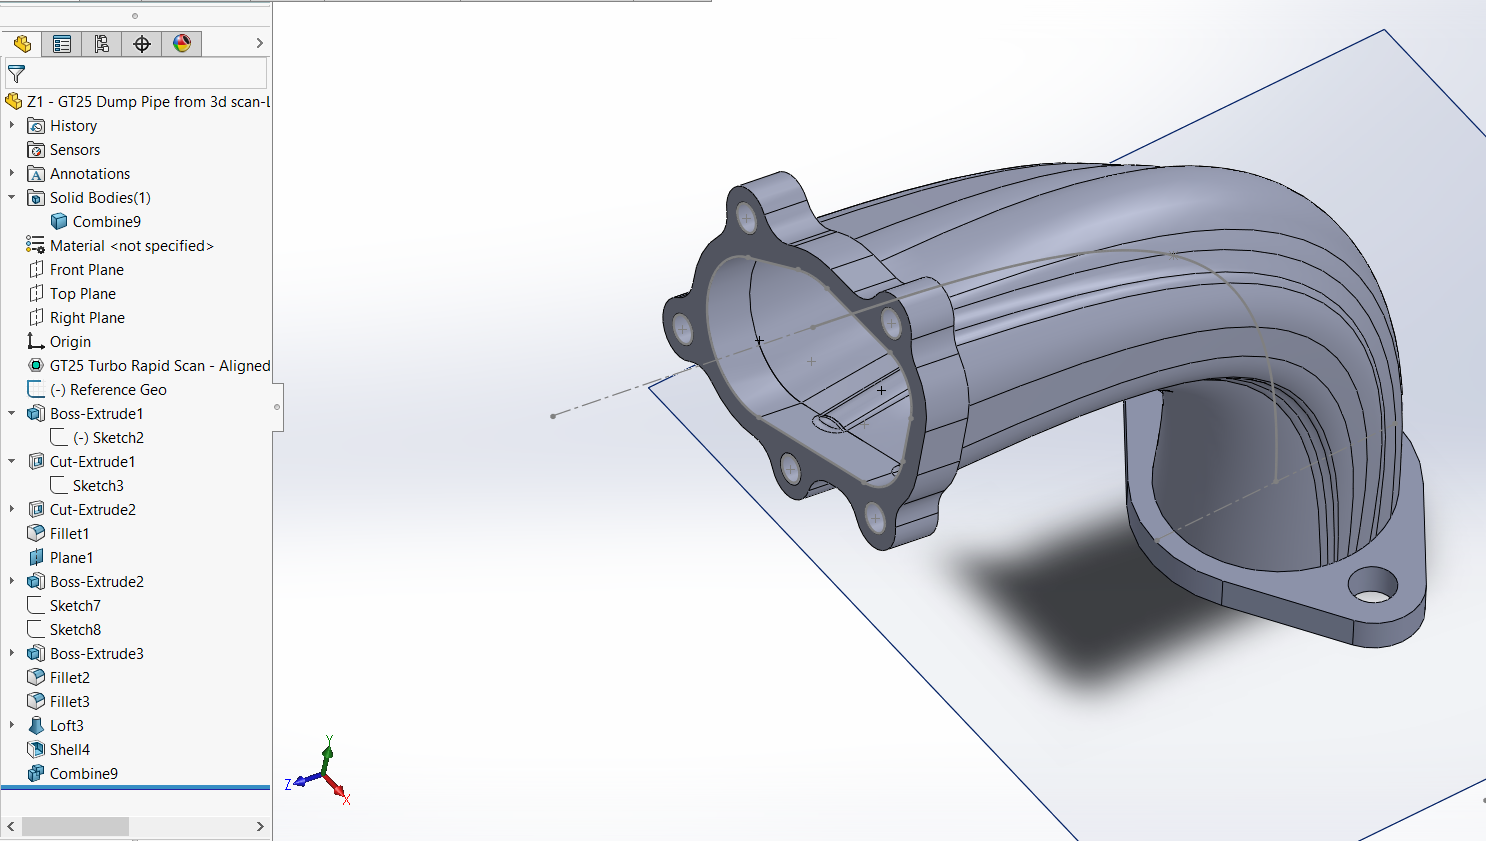 Z1 - GT25 Dump Pipe from 3d scan-L
History
Sensors
Annotations
Solid Bodies(1)
Combine9
Material <not specified>
Front Plane
Top Plane
Right Plane
Origin
GT25 Turbo Rapid Scan - Aligned
(-) Reference Geo
Boss-Extrude1
(-) Sketch2
Cut-Extrude1
Sketch3
Cut-Extrude2
Fillet1
Plane1
Boss-Extrude2
Sketch7
Sketch8
Boss-Extrude3
Fillet2
Fillet3
Loft3
Shell4
Combine9
Y
Z
X